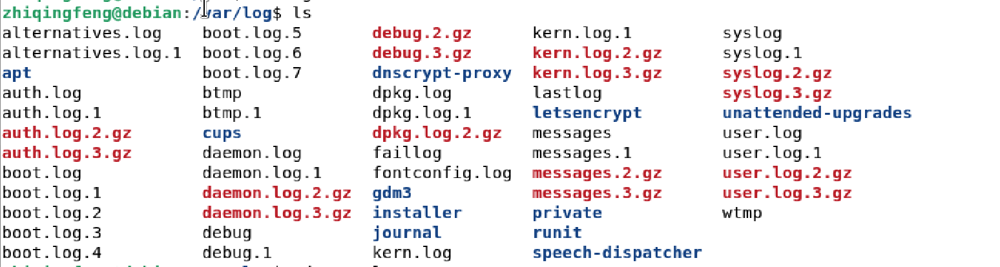 zhiqingfeng@debian:/var/log$ ls
alternatives.log boot.log.5 debug.2.gz kern.log.1 syslog
alternatives.log.1 boot.log.6 debug.3.gz kern.log.2.gz syslog.1
apt boot.log.7 dnscrypt-proxy kern.log.3.gz syslog.2.gz
auth.log btmp dpkg.log lastlog syslog.3.gz
auth.log.1 btmp.1 dpkg.log.1 letsencrypt unattended-upgrades
auth.log.2.gz cups dpkg.log.2.gz messages user.log
auth.log.3.gz daemon.log faillog messages.1 user.log.1
boot.log daemon.log.1 fontconfig.log messages.2.gz user.log.2.gz
boot.log.1 daemon.log.2.gz gdm3 messages.3.gz user.log.3.gz
boot.log.2 daemon.log.3.gz installer private wtmp
boot.log.3 debug journal runit
boot.log.4 debug.1 kern.log speech-dispatcher